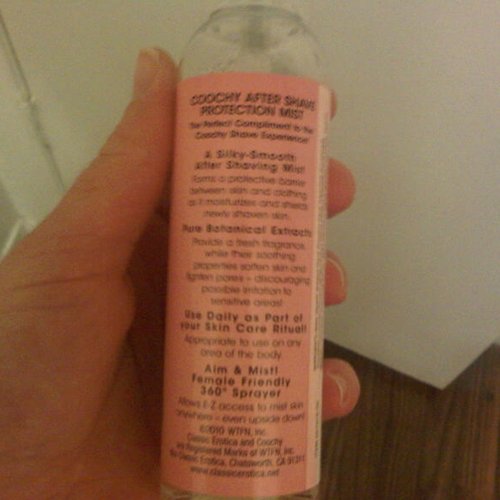 COOCHY AFTER SHAVE
PROTECTION MIST
The Perfect Compliment to the
Coochy Shave Experience!
A Silky-Smooth
After Shaving Mist!
Forms a protective barrier
between skin and clothing
as it moisturizes and shields
newly shaven skin.
Pure Botanical Extracts
Provide a fresh fragrance,
while their soothing
properties soften skin and
tighten pores – discouraging
possible irritation to
sensitive areas!
Use Daily as Part of
your Skin Care Ritual!
Appropriate to use on any
area of the body.
Aim & Mist!
Female Friendly
360° Sprayer
Allows E-Z access to mist skin
anywhere – even upside down!
©2010 WTFN, Inc.
Classic Erotica and Coochy
are Registered Marks of WTFN, Inc.
Classic Erotica, Chatsworth, CA 91311
www.classicerotica.net